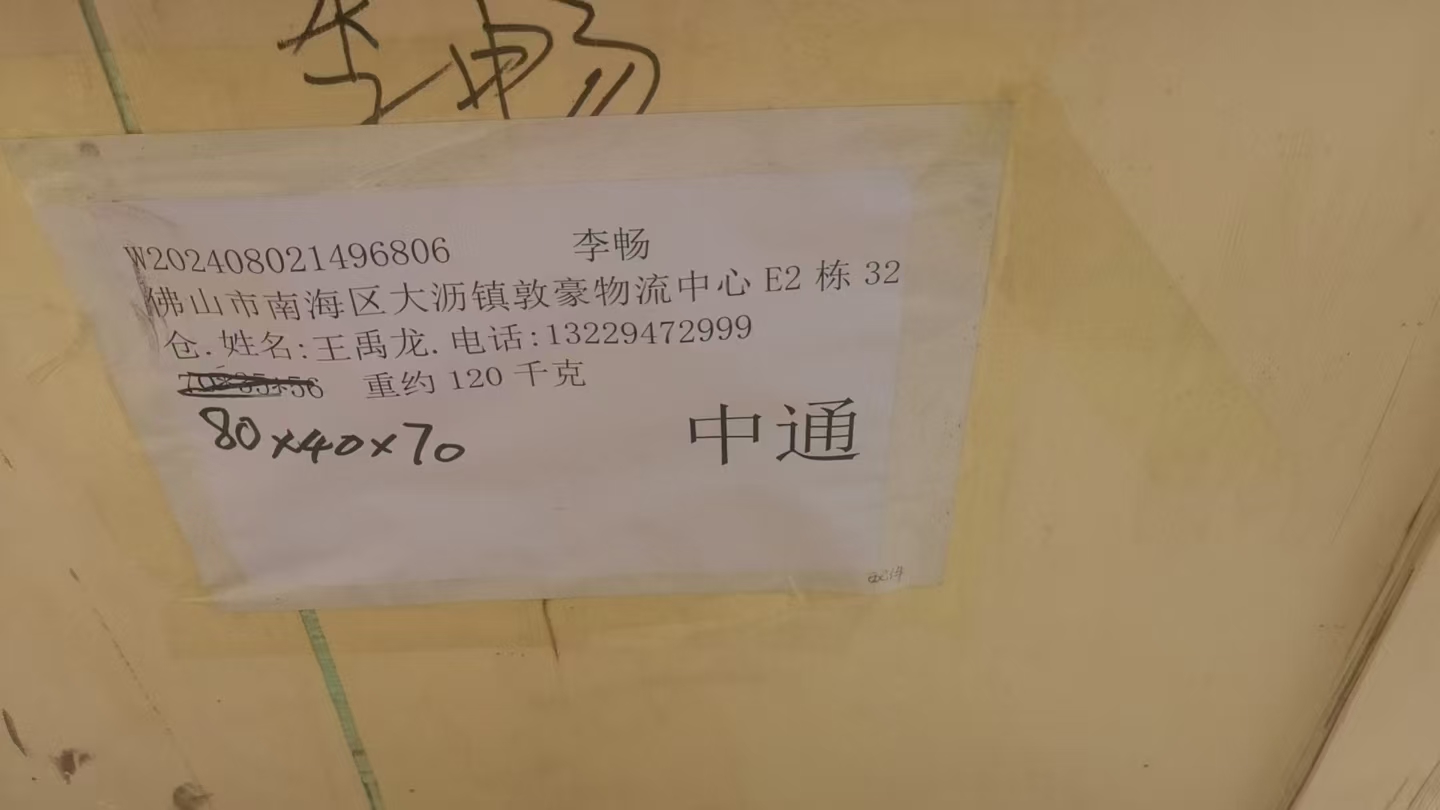 李畅
W202408021496806 李畅
佛山市南海区大沥镇敦豪物流中心 E2 栋 32
仓.姓名:王禹龙.电话:13229472999
重约 120 千克
80×40×70
中通
配件